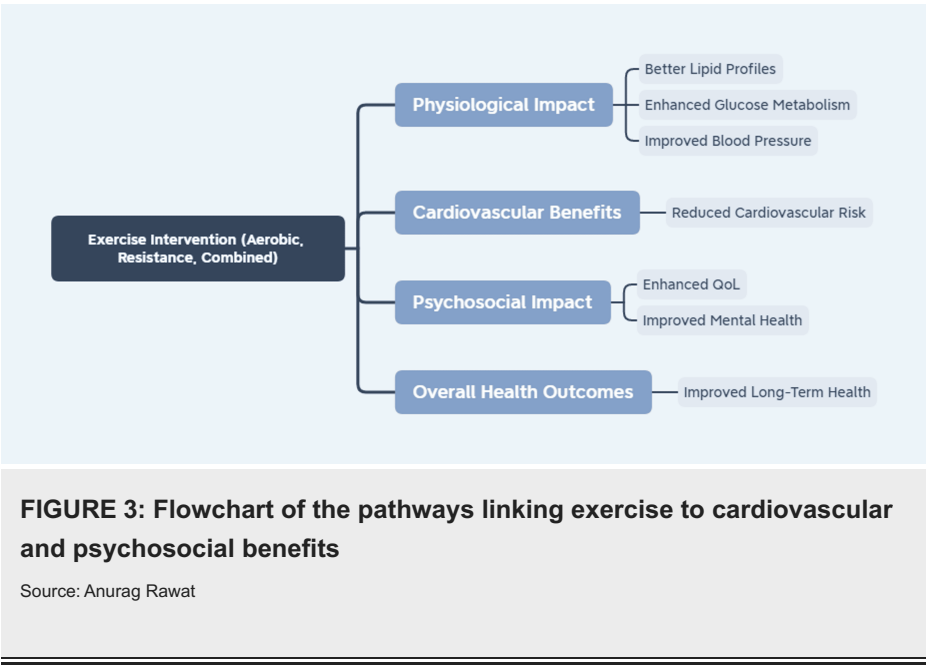 Exercise Intervention (Aerobic,
Resistance, Combined)
Physiological Impact
Better Lipid Profiles
Enhanced Glucose Metabolism
Improved Blood Pressure
Cardiovascular Benefits
Reduced Cardiovascular Risk
Psychosocial Impact
Enhanced QoL
Improved Mental Health
Overall Health Outcomes
Improved Long-Term Health
FIGURE 3: Flowchart of the pathways linking exercise to cardiovascular
and psychosocial benefits
Source: Anurag Rawat